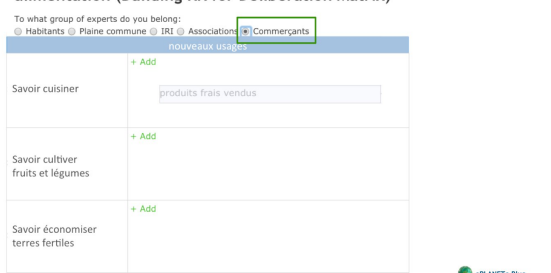 To what group of experts do you belong:
Habitants Plaine commune IRI Associations Commerçants
nouveaux usages
+ Add
Savoir cuisiner
produits frais vendus
+ Add
Savoir cultiver
fruits et légumes
+ Add
Savoir économiser
terres fertiles